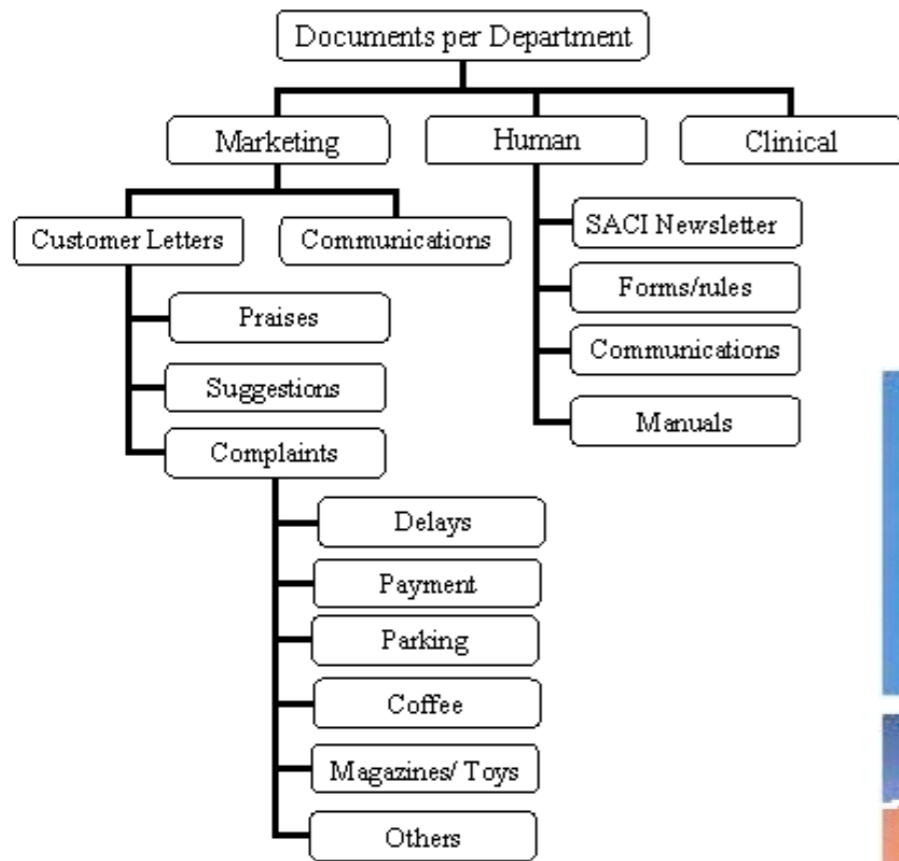 Documents per Department
Marketing
Human
Clinical
Customer Letters
Communications
SACI Newsletter
Forms/rules
Communications
Manuals
Praises
Suggestions
Complaints
Delays
Payment
Parking
Coffee
Magazines/ Toys
Others